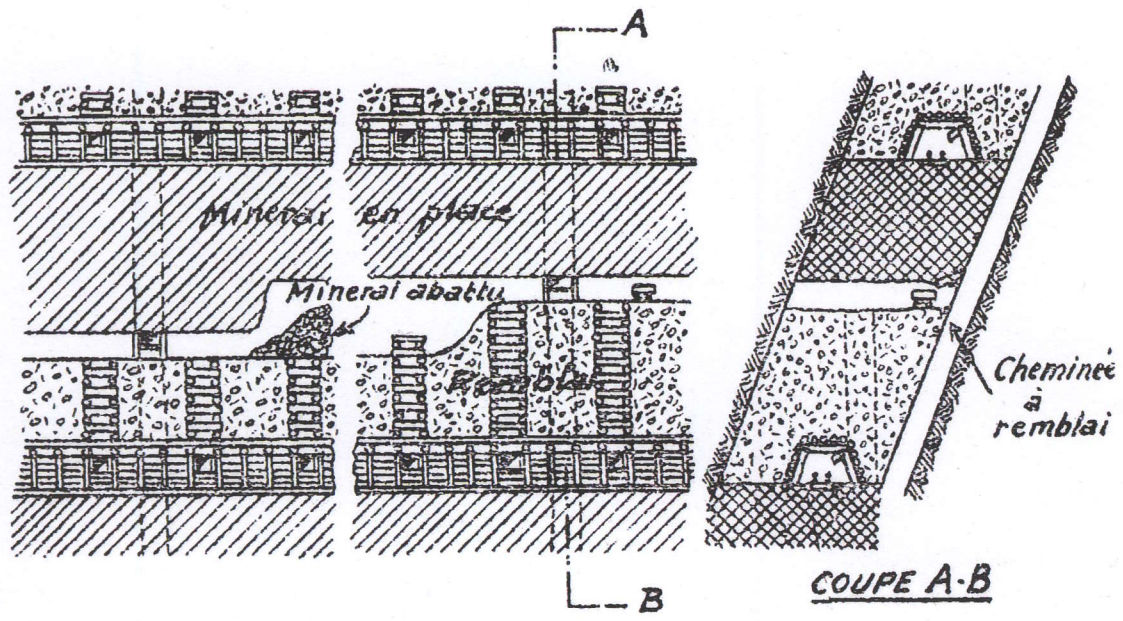 A
Minerai en place
Minerai abattu
Remblai
B
Cheminée
à
remblai
COUPE A-B